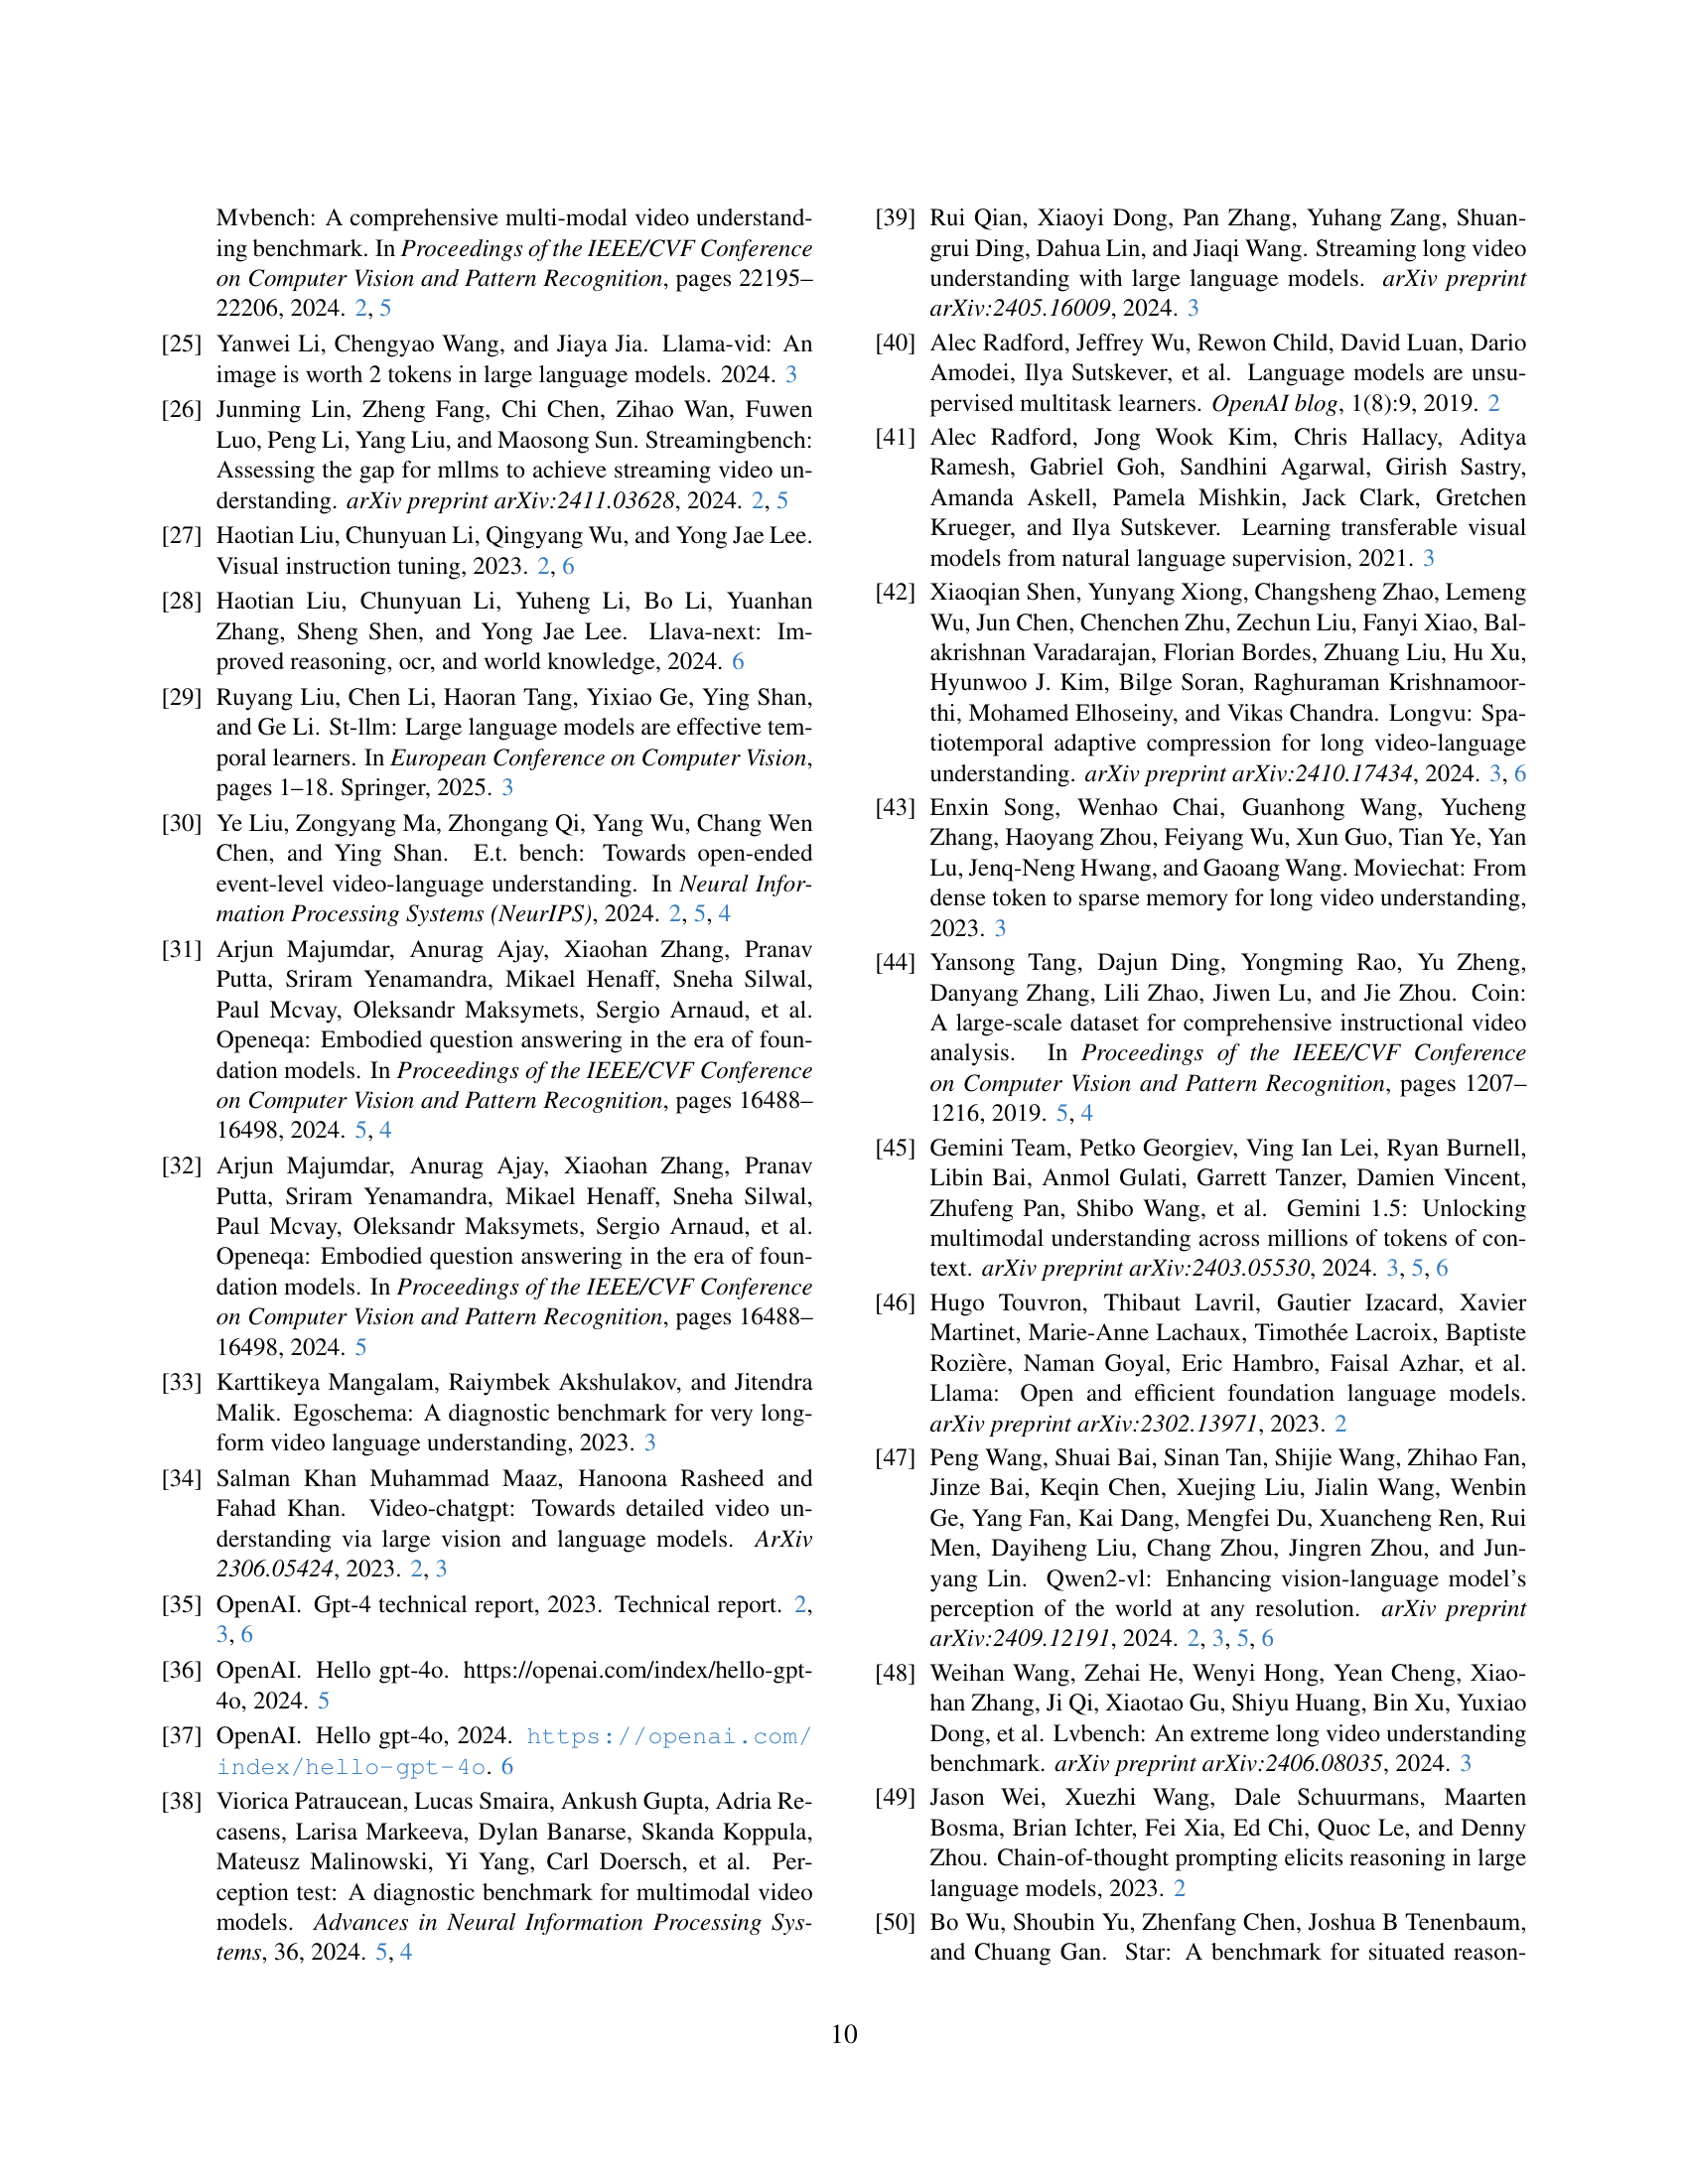 Mvbench: A comprehensive multi-modal video understand-
ing benchmark. In Proceedings of the IEEE/CVF Conference
on Computer Vision and Pattern Recognition, pages 22195–
22206, 2024. 2, 5
[25] Yanwei Li, Chengyao Wang, and Jiaya Jia. Llama-vid: An
image is worth 2 tokens in large language models. 2024. 3
[26] Junming Lin, Zheng Fang, Chi Chen, Zihao Wan, Fuwen
Luo, Peng Li, Yang Liu, and Maosong Sun. Streamingbench:
Assessing the gap for mllms to achieve streaming video un-
derstanding. arXiv preprint arXiv:2411.03628, 2024. 2, 5
[27] Haotian Liu, Chunyuan Li, Qingyang Wu, and Yong Jae Lee.
Visual instruction tuning, 2023. 2, 6
[28] Haotian Liu, Chunyuan Li, Yuheng Li, Bo Li, Yuanhan
Zhang, Sheng Shen, and Yong Jae Lee. Llava-next: Im-
proved reasoning, ocr, and world knowledge, 2024. 6
[29] Ruyang Liu, Chen Li, Haoran Tang, Yixiao Ge, Ying Shan,
and Ge Li. St-llm: Large language models are effective tem-
poral learners. In European Conference on Computer Vision,
pages 1–18. Springer, 2025. 3
[30] Ye Liu, Zongyang Ma, Zhongang Qi, Yang Wu, Chang Wen
Chen, and Ying Shan. E.t. bench: Towards open-ended
event-level video-language understanding. In Neural Infor-
mation Processing Systems (NeurIPS), 2024. 2, 5, 4
[31] Arjun Majumdar, Anurag Ajay, Xiaohan Zhang, Pranav
Putta, Sriram Yenamandra, Mikael Henaff, Sneha Silwal,
Paul Mcvay, Oleksandr Maksymets, Sergio Arnaud, et al.
Openeqa: Embodied question answering in the era of foun-
dation models. In Proceedings of the IEEE/CVF Conference
on Computer Vision and Pattern Recognition, pages 16488–
16498, 2024. 5, 4
[32] Arjun Majumdar, Anurag Ajay, Xiaohan Zhang, Pranav
Putta, Sriram Yenamandra, Mikael Henaff, Sneha Silwal,
Paul Mcvay, Oleksandr Maksymets, Sergio Arnaud, et al.
Openeqa: Embodied question answering in the era of foun-
dation models. In Proceedings of the IEEE/CVF Conference
on Computer Vision and Pattern Recognition, pages 16488–
16498, 2024. 5
[33] Karttikeya Mangalam, Raiymbek Akshulakov, and Jitendra
Malik. Egoschema: A diagnostic benchmark for very long-
form video language understanding, 2023. 3
[34] Salman Khan Muhammad Maaz, Hanoona Rasheed and
Fahad Khan. Video-chatgpt: Towards detailed video un-
derstanding via large vision and language models. ArXiv
2306.05424, 2023. 2, 3
[35] OpenAI. Gpt-4 technical report, 2023. Technical report. 2,
3, 6
[36] OpenAI. Hello gpt-4o. https://openai.com/index/hello-gpt-
4o, 2024. 5
[37] OpenAI. Hello gpt-4o, 2024. https://openai.com/
index/hello-gpt-4o. 6
[38] Viorica Patraucean, Lucas Smaira, Ankush Gupta, Adria Re-
casens, Larisa Markeeva, Dylan Banarse, Skanda Koppula,
Mateusz Malinowski, Yi Yang, Carl Doersch, et al. Per-
ception test: A diagnostic benchmark for multimodal video
models. Advances in Neural Information Processing Sys-
tems, 36, 2024. 5, 4
[39] Rui Qian, Xiaoyi Dong, Pan Zhang, Yuhang Zang, Shuan-
grui Ding, Dahua Lin, and Jiaqi Wang. Streaming long video
understanding with large language models. arXiv preprint
arXiv:2405.16009, 2024. 3
[40] Alec Radford, Jeffrey Wu, Rewon Child, David Luan, Dario
Amodei, Ilya Sutskever, et al. Language models are unsu-
pervised multitask learners. OpenAI blog, 1(8):9, 2019. 2
[41] Alec Radford, Jong Wook Kim, Chris Hallacy, Aditya
Ramesh, Gabriel Goh, Sandhini Agarwal, Girish Sastry,
Amanda Askell, Pamela Mishkin, Jack Clark, Gretchen
Krueger, and Ilya Sutskever. Learning transferable visual
models from natural language supervision, 2021. 3
[42] Xiaoqian Shen, Yunyang Xiong, Changsheng Zhao, Lemeng
Wu, Jun Chen, Chenchen Zhu, Zechun Liu, Fanyi Xiao, Bal-
akrishnan Varadarajan, Florian Bordes, Zhuang Liu, Hu Xu,
Hyunwoo J. Kim, Bilge Soran, Raghuraman Krishnamoor-
thi, Mohamed Elhoseiny, and Vikas Chandra. Longvu: Spa-
tiotemporal adaptive compression for long video-language
understanding. arXiv preprint arXiv:2410.17434, 2024. 3, 6
[43] Enxin Song, Wenhao Chai, Guanhong Wang, Yucheng
Zhang, Haoyang Zhou, Feiyang Wu, Xun Guo, Tian Ye, Yan
Lu, Jenq-Neng Hwang, and Gaoang Wang. Moviechat: From
dense token to sparse memory for long video understanding,
2023. 3
[44] Yansong Tang, Dajun Ding, Yongming Rao, Yu Zheng,
Danyang Zhang, Lili Zhao, Jiwen Lu, and Jie Zhou. Coin:
A large-scale dataset for comprehensive instructional video
analysis. In Proceedings of the IEEE/CVF Conference
on Computer Vision and Pattern Recognition, pages 1207–
1216, 2019. 5, 4
[45] Gemini Team, Petko Georgiev, Ving Ian Lei, Ryan Burnell,
Libin Bai, Anmol Gulati, Garrett Tanzer, Damien Vincent,
Zhufeng Pan, Shibo Wang, et al. Gemini 1.5: Unlocking
multimodal understanding across millions of tokens of con-
text. arXiv preprint arXiv:2403.05530, 2024. 3, 5, 6
[46] Hugo Touvron, Thibaut Lavril, Gautier Izacard, Xavier
Martinet, Marie-Anne Lachaux, Timothée Lacroix, Baptiste
Rozière, Naman Goyal, Eric Hambro, Faisal Azhar, et al.
Llama: Open and efficient foundation language models.
arXiv preprint arXiv:2302.13971, 2023. 2
[47] Peng Wang, Shuai Bai, Sinan Tan, Shijie Wang, Zhihao Fan,
Jinze Bai, Keqin Chen, Xuejing Liu, Jialin Wang, Wenbin
Ge, Yang Fan, Kai Dang, Mengfei Du, Xuancheng Ren, Rui
Men, Dayiheng Liu, Chang Zhou, Jingren Zhou, and Jun-
yang Lin. Qwen2-vl: Enhancing vision-language model's
perception of the world at any resolution. arXiv preprint
arXiv:2409.12191, 2024. 2, 3, 5, 6
[48] Weihan Wang, Zehai He, Wenyi Hong, Yean Cheng, Xiao-
han Zhang, Ji Qi, Xiaotao Gu, Shiyu Huang, Bin Xu, Yuxiao
Dong, et al. Lvbench: An extreme long video understanding
benchmark. arXiv preprint arXiv:2406.08035, 2024. 3
[49] Jason Wei, Xuezhi Wang, Dale Schuurmans, Maarten
Bosma, Brian Ichter, Fei Xia, Ed Chi, Quoc Le, and Denny
Zhou. Chain-of-thought prompting elicits reasoning in large
language models, 2023. 2
[50] Bo Wu, Shoubin Yu, Zhenfang Chen, Joshua B Tenenbaum,
and Chuang Gan. Star: A benchmark for situated reason-
10